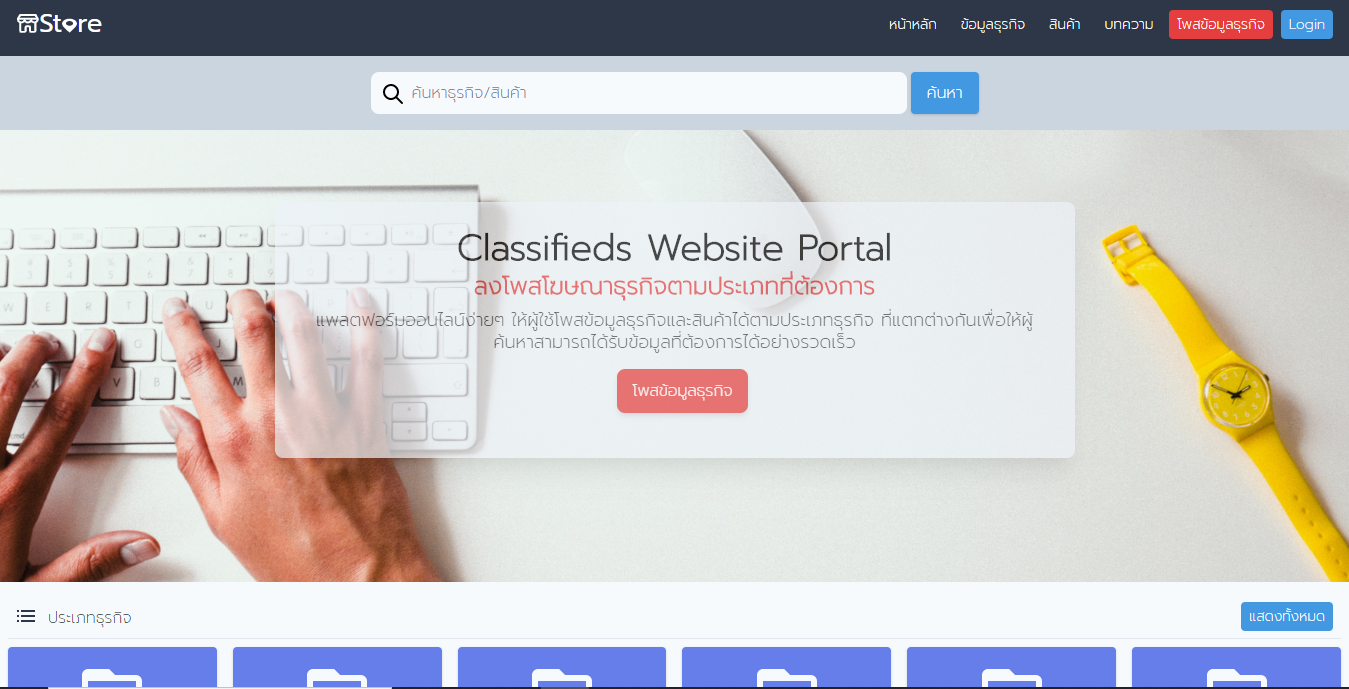 Store
หน้าหลัก ข้อมูลธุรกิจ สินค้า บทความ โพสข้อมูลธุรกิจ Login
ค้นหาธุรกิจ/สินค้า ค้นหา
Classifieds Website Portal
ลงโพสโฆษณาธุรกิจตามประเภทที่ต้องการ
แพลตฟอร์มออนไลน์ง่ายๆ ให้ผู้ใช้โพสข้อมูลธุรกิจและสินค้าได้ตามประเภทธุรกิจ ที่แตกต่างกันเพื่อให้ผู้
ค้นหาสามารถได้รับข้อมูลที่ต้องการได้อย่างรวดเร็ว
โพสข้อมูลธุรกิจ
ประเภทธุรกิจ แสดงทั้งหมด